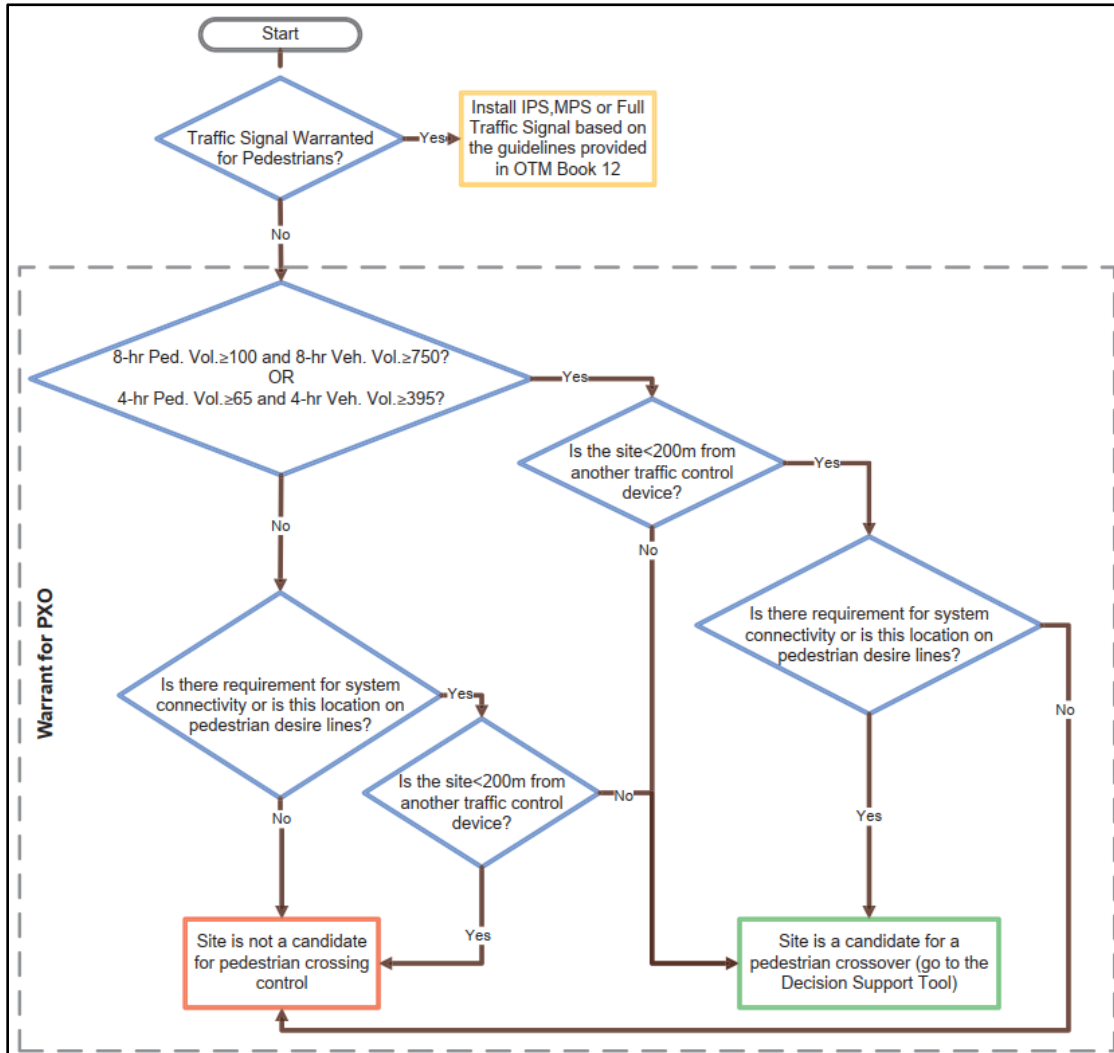 Start
Traffic Signal Warranted
for Pedestrians?
Yes
Install IPS,MPS or Full
Traffic Signal based on
the guidelines provided
in OTM Book 12
No
8-hr Ped. Vol.≥100 and 8-hr Veh. Vol.≥750?
OR
4-hr Ped. Vol.≥65 and 4-hr Veh. Vol.≥395?
Yes
Is the site<200m from
another traffic control
device?
Yes
No
No
Is there requirement for system
connectivity or is this location on
pedestrian desire lines?
No
Warrant for PXO
Is there requirement for system
connectivity or is this location on
pedestrian desire lines?
Yes
Is the site<200m from
another traffic control
device?
No
No
Yes
Yes
Site is not a candidate
for pedestrian crossing
control
Site is a candidate for a
pedestrian crossover (go to the
Decision Support Tool)